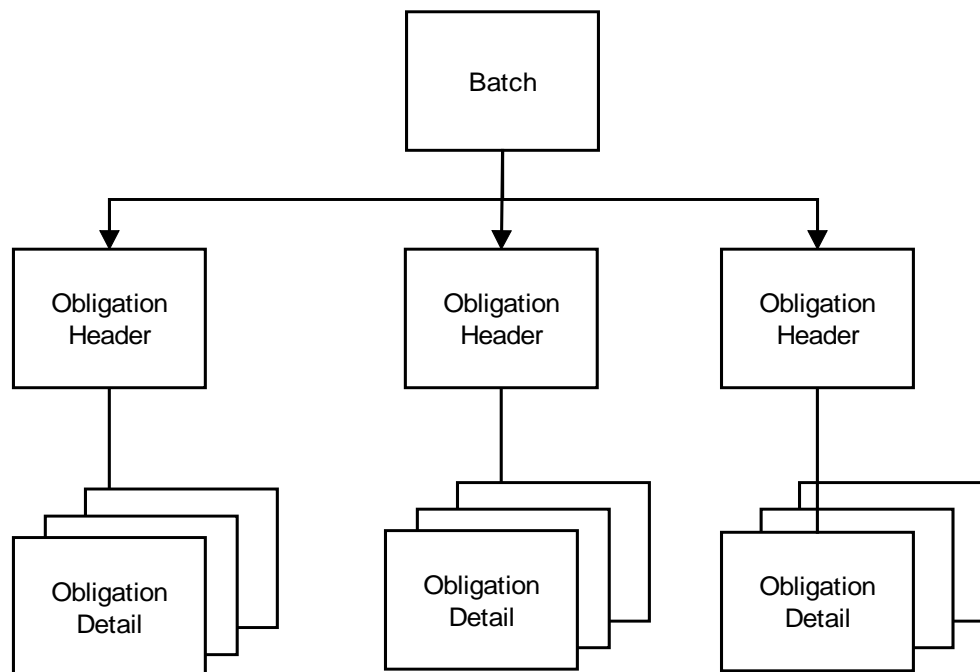 Batch
Obligation
Header
Obligation
Header
Obligation
Header
Obligation
Detail
Obligation
Detail
Obligation
Detail